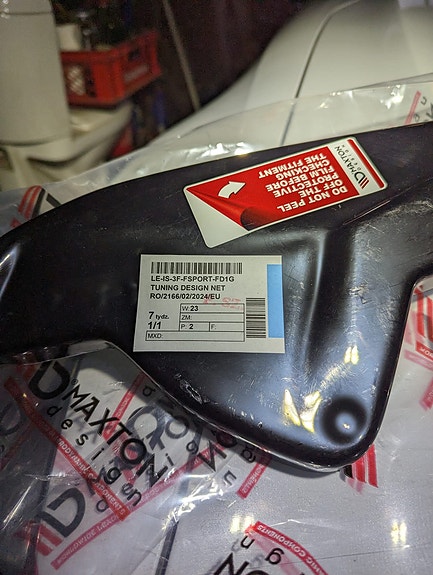 MAXTON
DESIGN
DO NOT PEEL
OFF THE
PROTECTIVE
FILM BEFORE
CHECKING
THE FITMENT
LE-IS-3F-FSPORT-FD1G
TUNING DESIGN NET
RO/2166/02/2024/EU
7 tydz.
W: 23
ZM:
1/1
P: 2
F:
MXD:
MAXTON
design